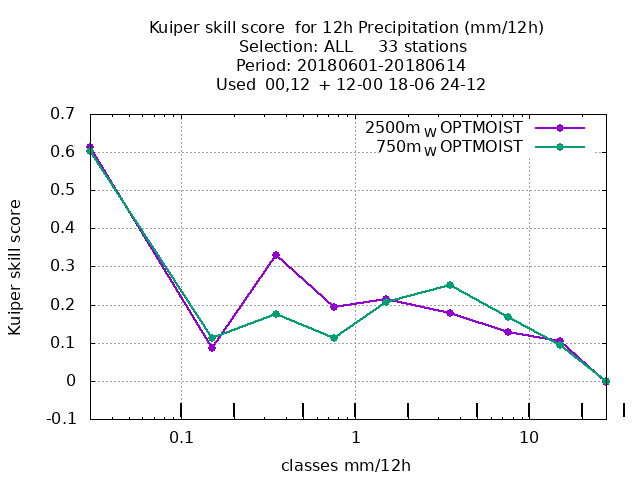 Kuiper skill score  for 12h Precipitation (mm/12h)
Selection: ALL     33 stations
Period: 20180601-20180614
Used  00,12  + 12-00 18-06 24-12
2500m W OPTMOIST
750m W OPTMOIST
0.7
0.6
0.5
0.4
0.3
0.2
0.1
0
-0.1
Kuiper skill score
0.1
1
10
classes mm/12h